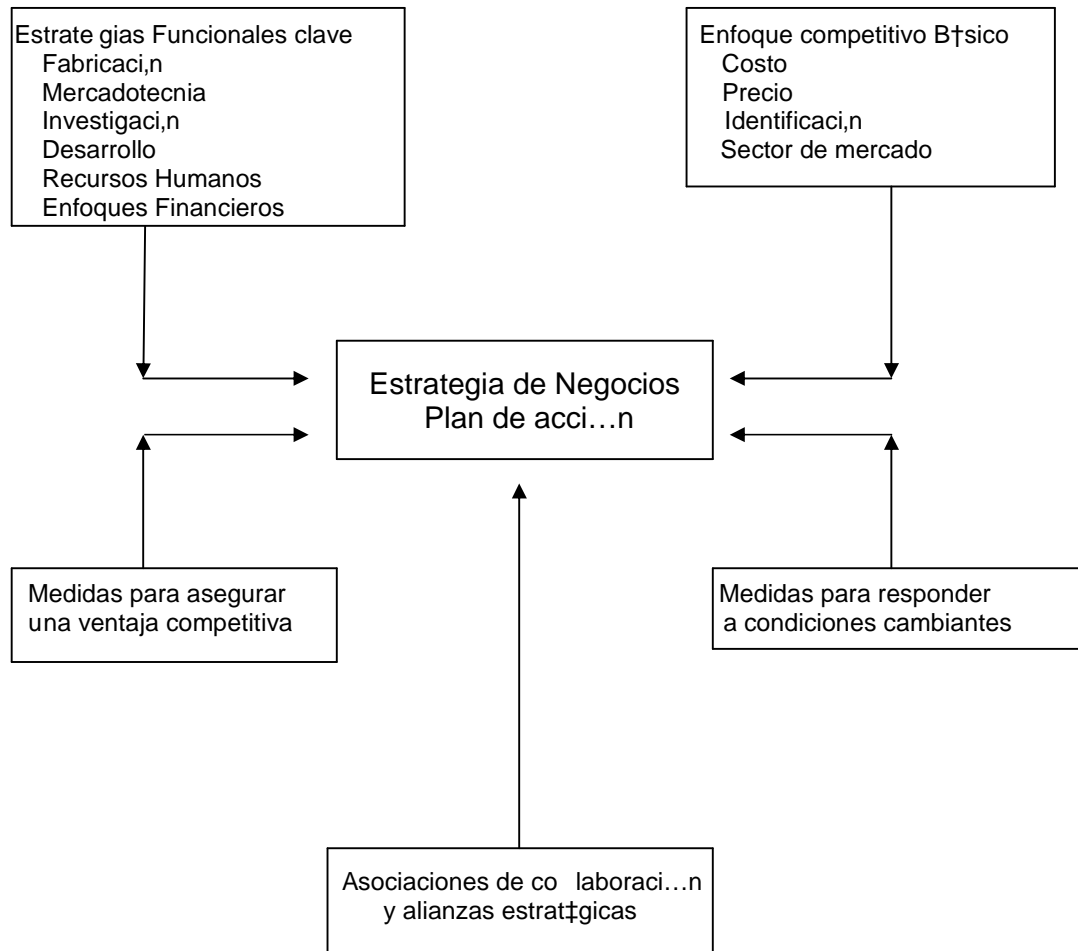 Estrate gias Funcionales clave
Fabricaci,n
Mercadotecnia
Investigaci,n
Desarrollo
Recursos Humanos
Enfoques Financieros
Enfoque competitivo B†sico
Costo
Precio
Identificaci,n
Sector de mercado
Estrategia de Negocios
Plan de acci…n
Medidas para asegurar
una ventaja competitiva
Medidas para responder
a condiciones cambiantes
Asociaciones de co laboraci…n
y alianzas estrat‡gicas